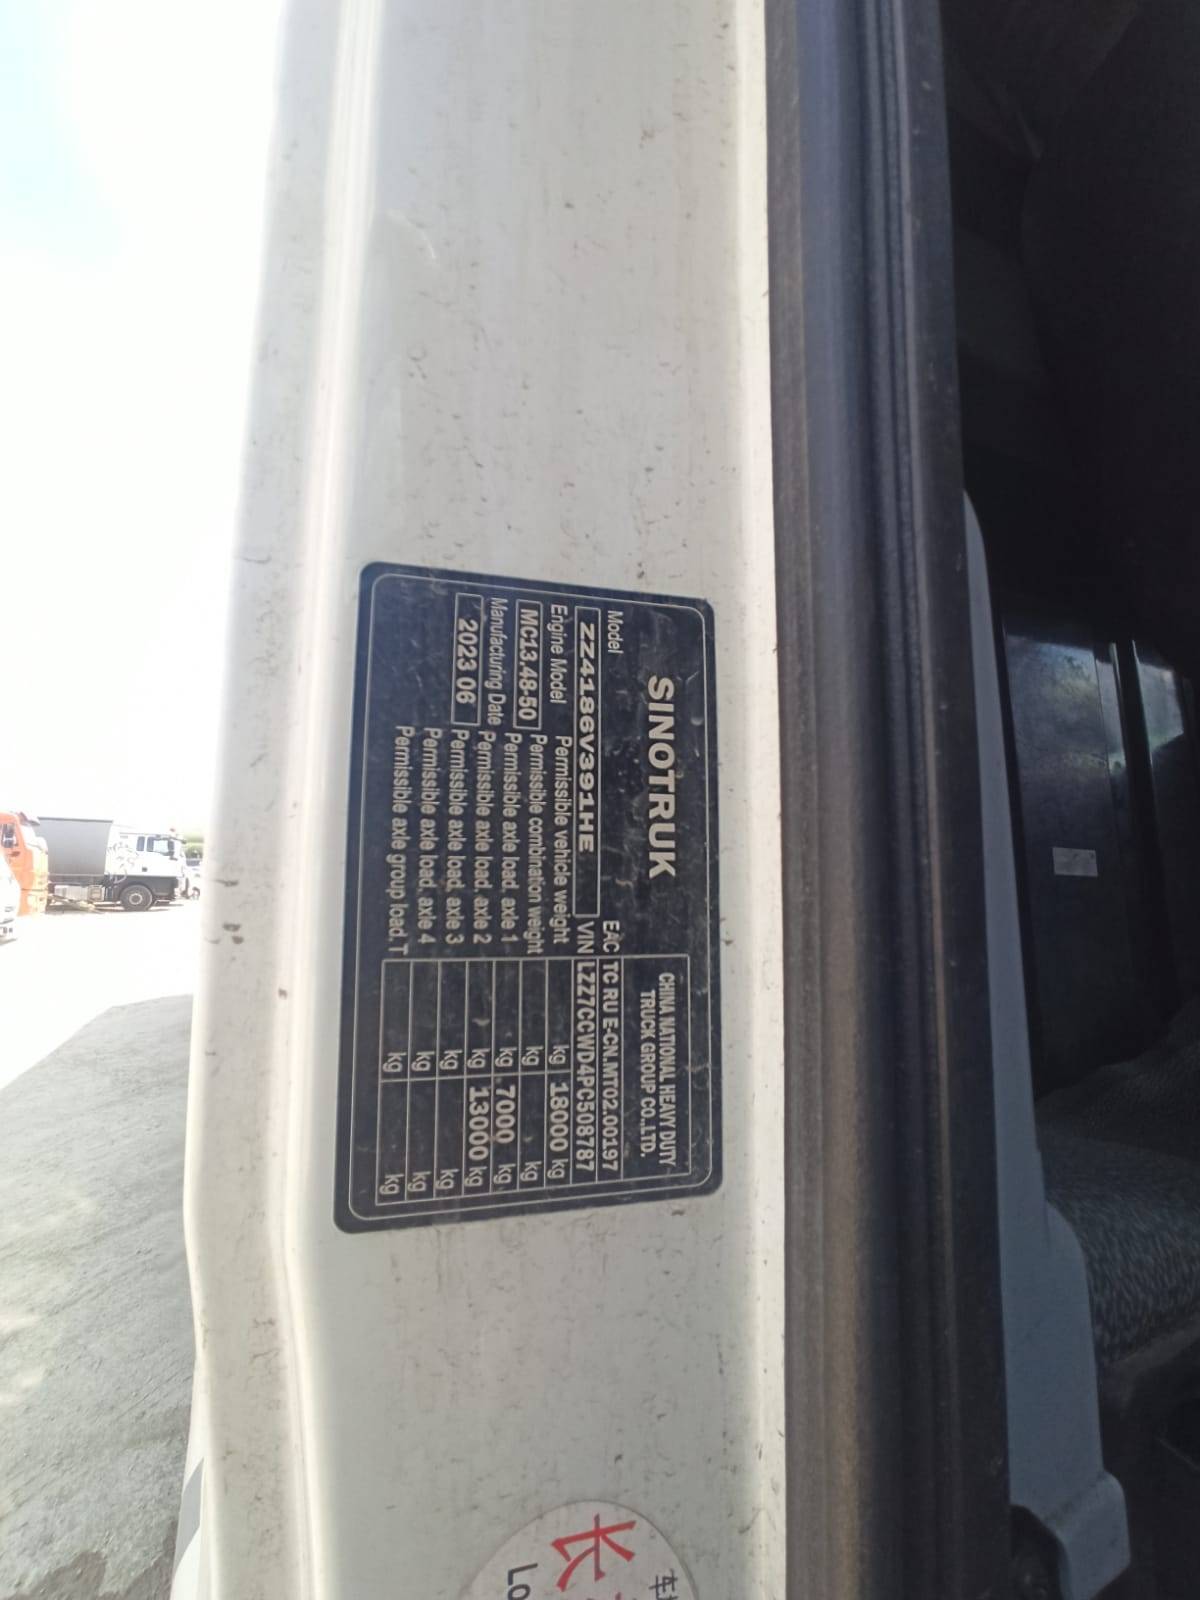 SINOTRUK
CHINA NATIONAL HEAVY DUTY
TRUCK GROUP CO.,LTD.
Model
EAC TC RU E-CN.MT02.00197
ZZ4186V391HE
VIN LZZ7CCWD4PC508787
Engine Model
Permissible vehicle weight kg 18000 kg
MC13.48-50
Permissible combination weight kg kg
Manufacturing Date
Permissible axle load, axle 1 kg 7000 kg
2023 06
Permissible axle load, axle 2 kg 13000 kg
Permissible axle load, axle 3 kg kg
Permissible axle load, axle 4 kg kg
Permissible axle group load, T kg kg
长